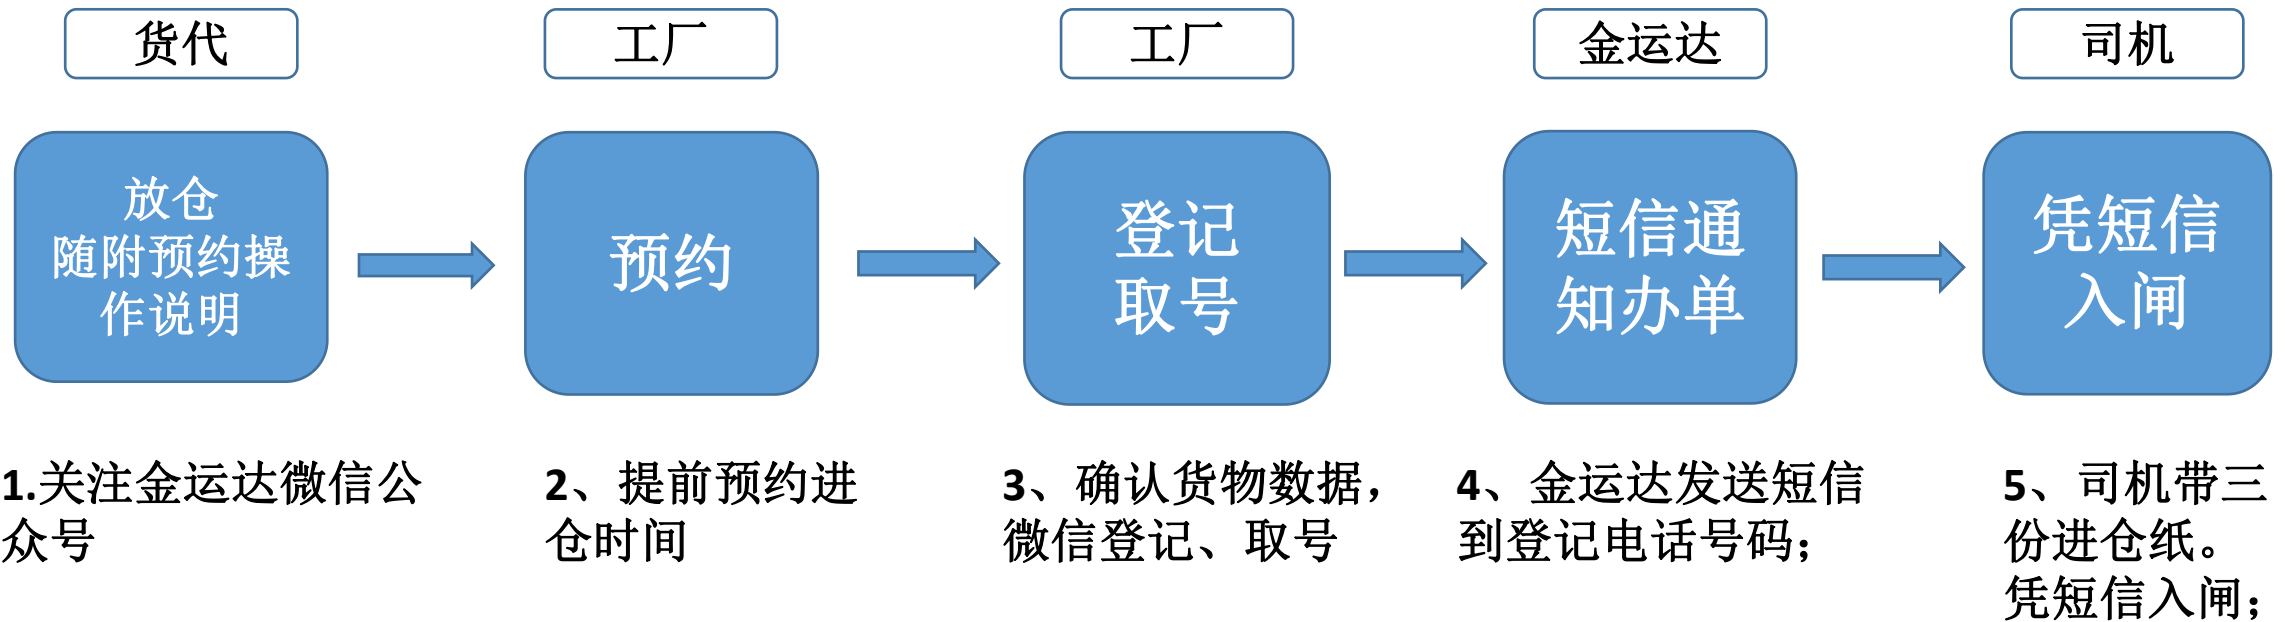 货代
工厂
工厂
金运达
司机
放仓
随附预约操
作说明
预约
登记
取号
短信通
知办单
凭短信
入闸
1.关注金运达微信公
众号
2、提前预约进
仓时间
3、确认货物数据，
微信登记、取号
4、金运达发送短信
到登记电话号码；
5、司机带三
份进仓纸。
凭短信入闸；